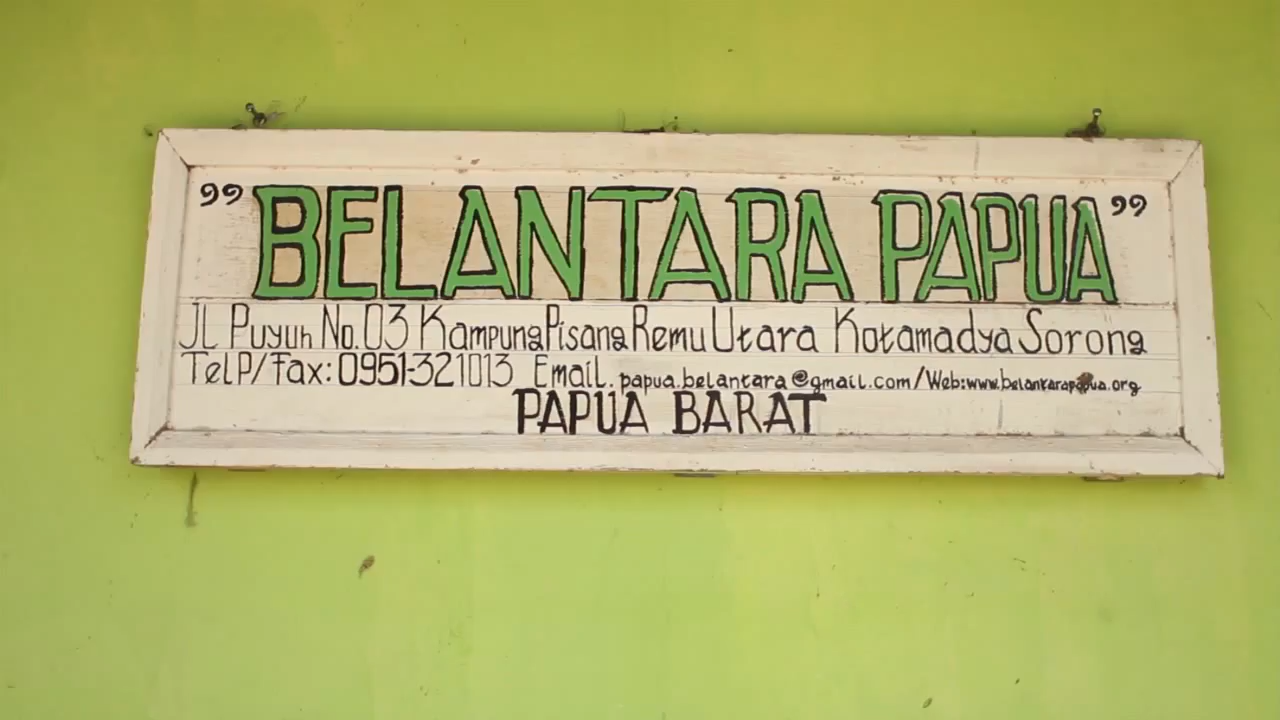 "BELANTARA PAPUA"
JL Puyuh No.03 Kampung Pisang Remu Utara Kotamadya Sorong
TelP/Fax: 0951-321013 Email. papua.belantara@gmail.com/Web:www.belantarapapua.org
PAPUA BARAT